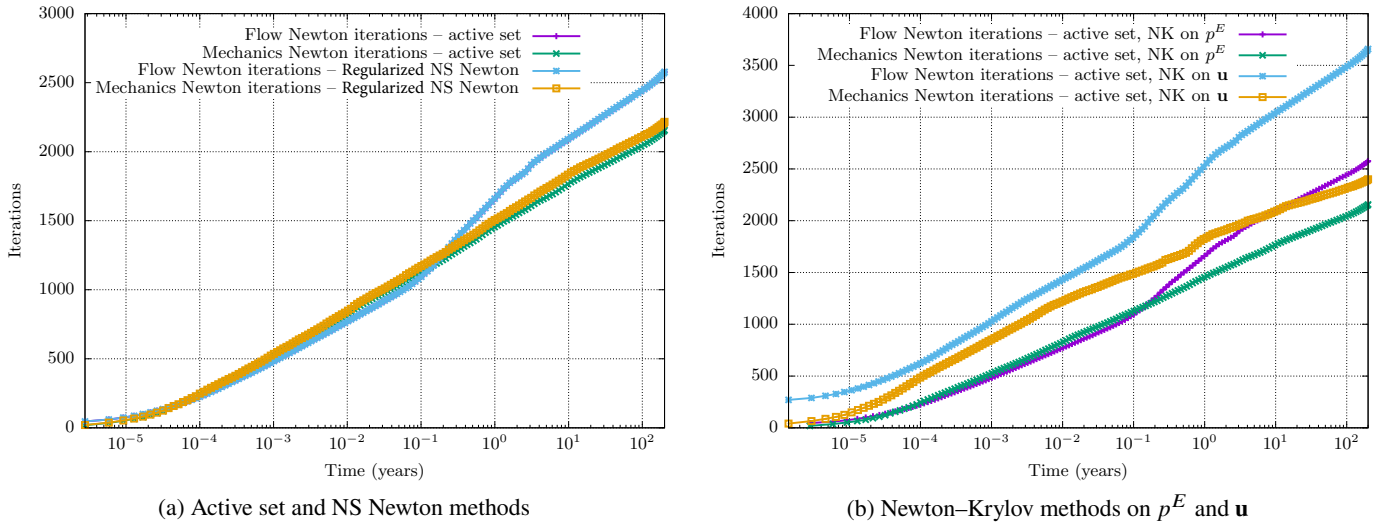 3000
2500
2000
1500
1000
500
0
Iterations
Flow Newton iterations – active set
Mechanics Newton iterations – active set
Flow Newton iterations – Regularized NS Newton
Mechanics Newton iterations – Regularized NS Newton
10⁻⁵ 10⁻⁴ 10⁻³ 10⁻² 10⁻¹ 10⁰ 10¹ 10²
Time (years)
(a) Active set and NS Newton methods
4000
3500
3000
2500
2000
1500
1000
500
0
Iterations
Flow Newton iterations – active set, NK on pᴱ
Mechanics Newton iterations – active set, NK on pᴱ
Flow Newton iterations – active set, NK on u
Mechanics Newton iterations – active set, NK on u
10⁻⁵ 10⁻⁴ 10⁻³ 10⁻² 10⁻¹ 10⁰ 10¹ 10²
Time (years)
(b) Newton–Krylov methods on pᴱ and u